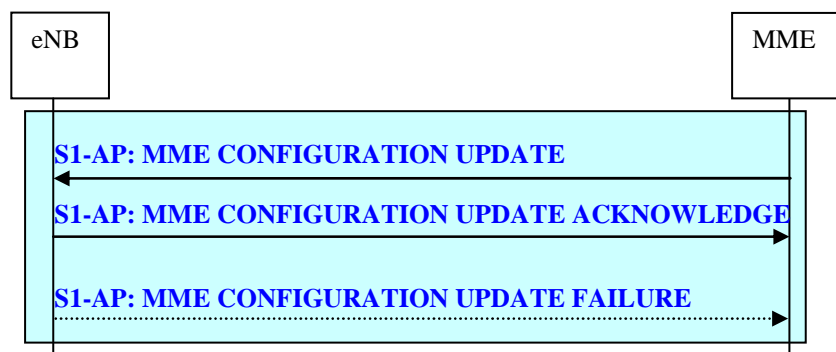 eNB
MME
S1-AP: MME CONFIGURATION UPDATE
S1-AP: MME CONFIGURATION UPDATE ACKNOWLEDGE
S1-AP: MME CONFIGURATION UPDATE FAILURE